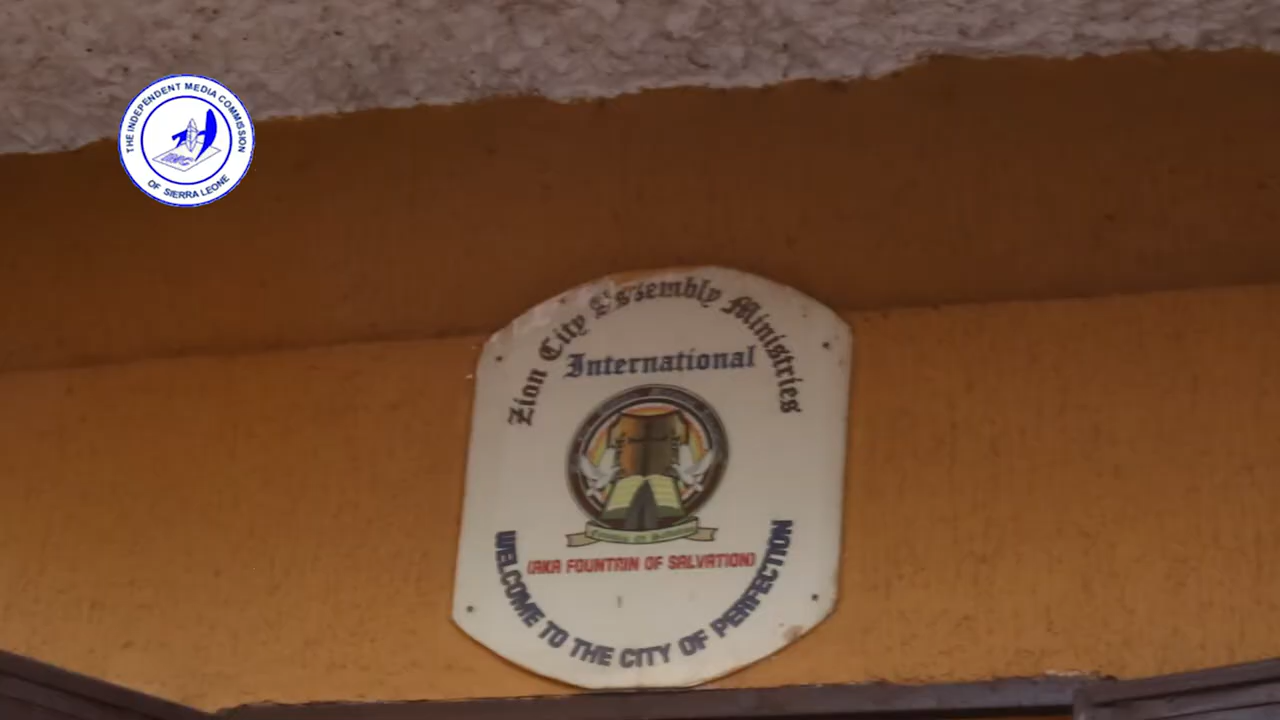 THE INDEPENDENT MEDIA COMMISSION
OF SIERRA LEONE
Zion City Assembly Ministries
International
(AKA FOUNTAIN OF SALVATION)
WELCOME TO THE CITY OF PERFECTION